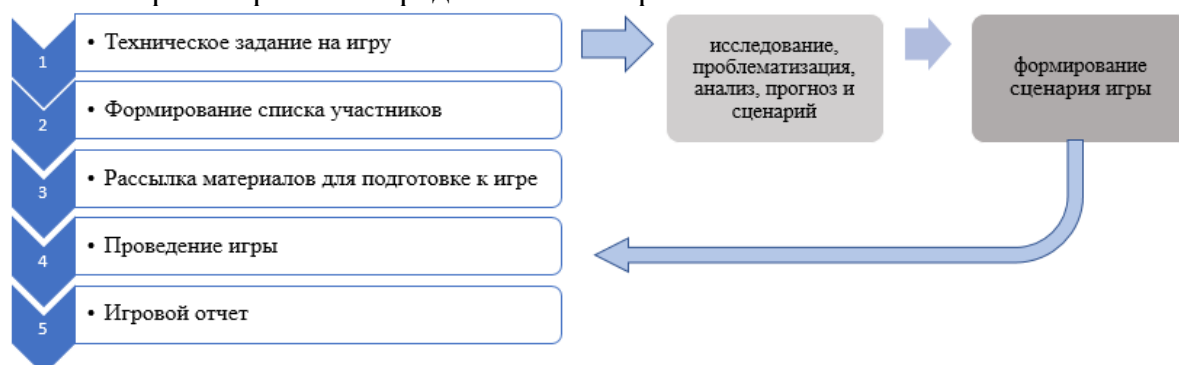 1
• Техническое задание на игру
2
• Формирование списка участников
3
• Рассылка материалов для подготовке к игре
4
• Проведение игры
5
• Игровой отчет
исследование,
проблематизация,
анализ, прогноз и
сценарий
формирование
сценария игры